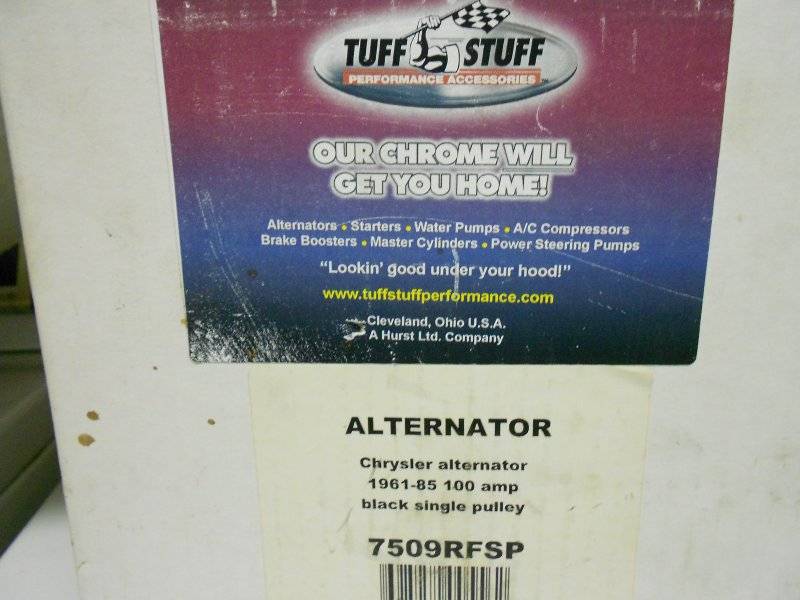 TUFF STUFF
PERFORMANCE ACCESSORIES
OUR CHROME WILL
GET YOU HOME!
Alternators • Starters • Water Pumps • A/C Compressors
Brake Boosters • Master Cylinders • Power Steering Pumps
"Lookin' good under your hood!"
www.tuffstuffperformance.com
Cleveland, Ohio U.S.A.
A Hurst Ltd. Company
ALTERNATOR
Chrysler alternator
1961-85 100 amp
black single pulley
7509RFSP